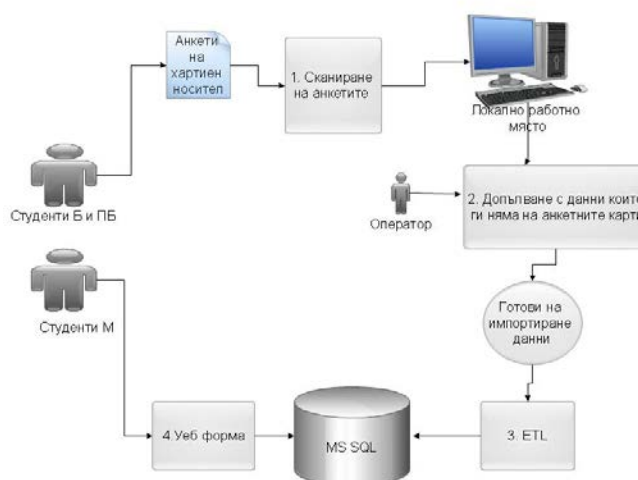 Анкети
на
хартиен
носител
1. Сканиране
на анкетите
Локално работно
място
Студенти Б и ПБ
Оператор
2. Допълване с данни които
ги няма на анкетните карти
Студенти М
Готови на
импортиране
данни
4.Уеб форма
MS SQL
3. ETL